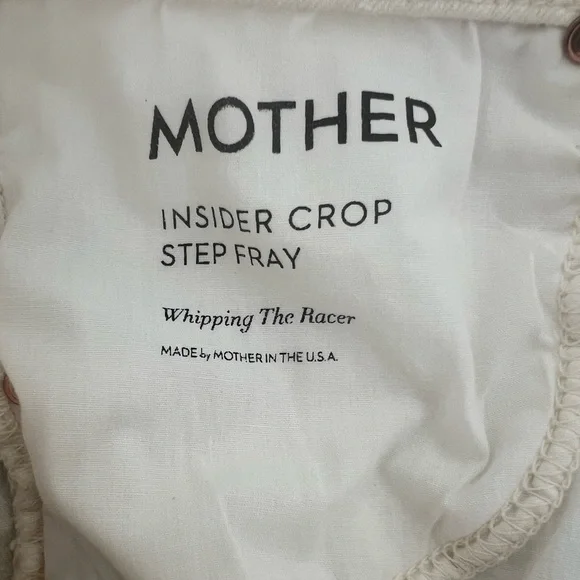 MOTHER
INSIDER CROP
STEP FRAY
Whipping The Racer
MADE by MOTHER IN THE U.S.A.